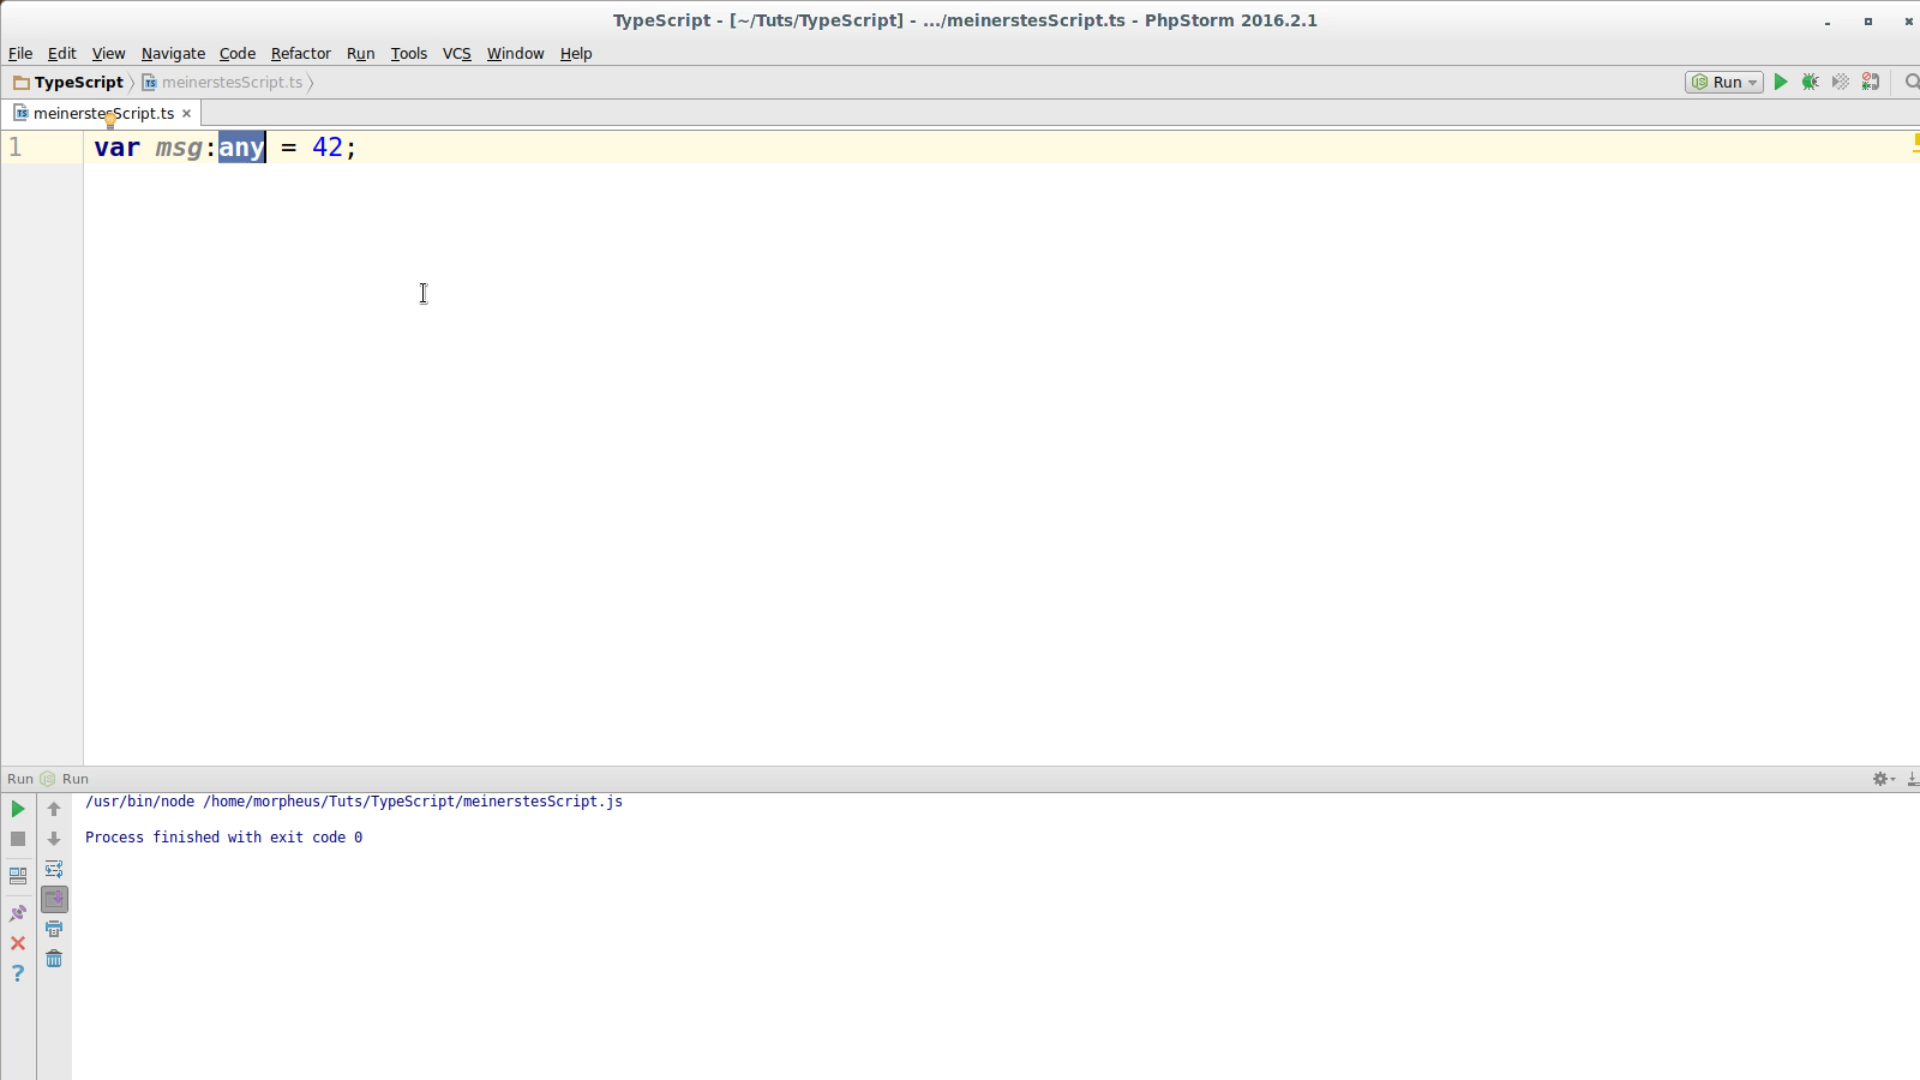 TypeScript - [~/Tuts/TypeScript] - .../meinerstesScript.ts - PhpStorm 2016.2.1
File Edit View Navigate Code Refactor Run Tools VCS Window Help
TypeScript meinerstesScript.ts Run
meinerstesScript.ts
1 var msg:any = 42;
Run Run
/usr/bin/node /home/morpheus/Tuts/TypeScript/meinerstesScript.js
Process finished with exit code 0